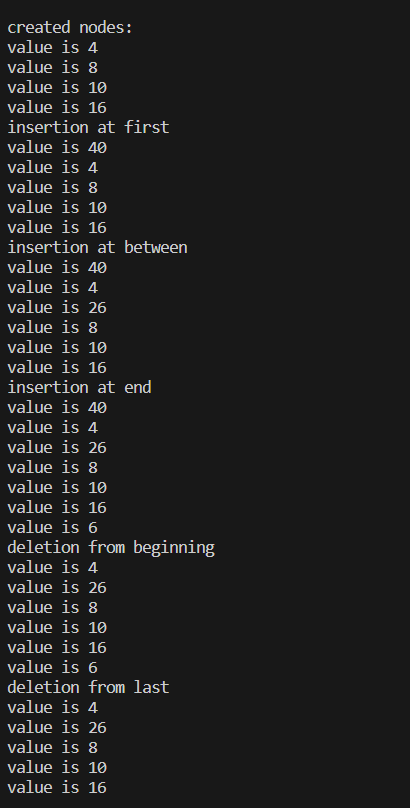 created nodes:
value is 4
value is 8
value is 10
value is 16
insertion at first
value is 40
value is 4
value is 8
value is 10
value is 16
insertion at between
value is 40
value is 4
value is 26
value is 8
value is 10
value is 16
insertion at end
value is 40
value is 4
value is 26
value is 8
value is 10
value is 16
value is 6
deletion from beginning
value is 4
value is 26
value is 8
value is 10
value is 16
value is 6
deletion from last
value is 4
value is 26
value is 8
value is 10
value is 16